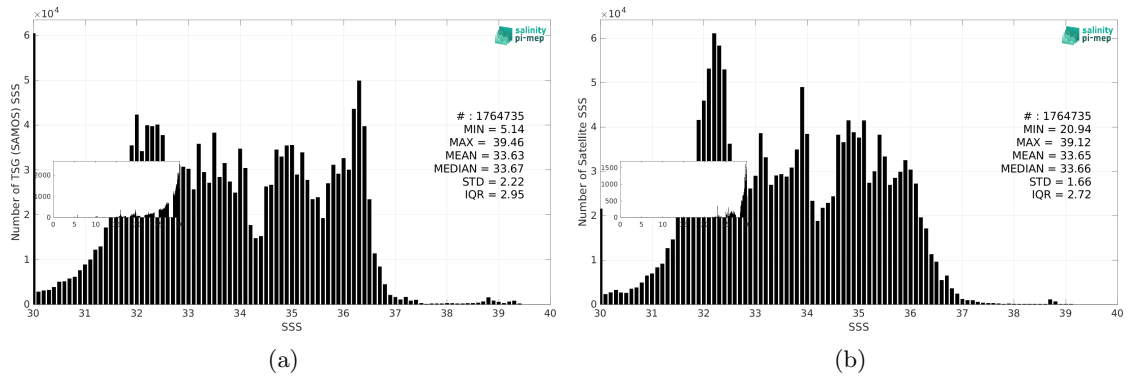 ×10⁴
salinity
pi-mep
# : 1764735
MIN = 5.14
MAX = 39.46
MEAN = 33.63
MEDIAN = 33.67
STD = 2.22
IQR = 2.95
Number of TSG (SAMOS) SSS
6
5
4
3
2
1
0
2000
1000
0
0 5 10
30 31 32 33 34 35 36 37 38 39 40
SSS
(a)
×10⁴
salinity
pi-mep
# : 1764735
MIN = 20.94
MAX = 39.12
MEAN = 33.65
MEDIAN = 33.66
STD = 1.66
IQR = 2.72
Number of Satellite SSS
6
4
2
0
1500
1000
500
0
0 5 10
30 31 32 33 34 35 36 37 38 39 40
SSS
(b)